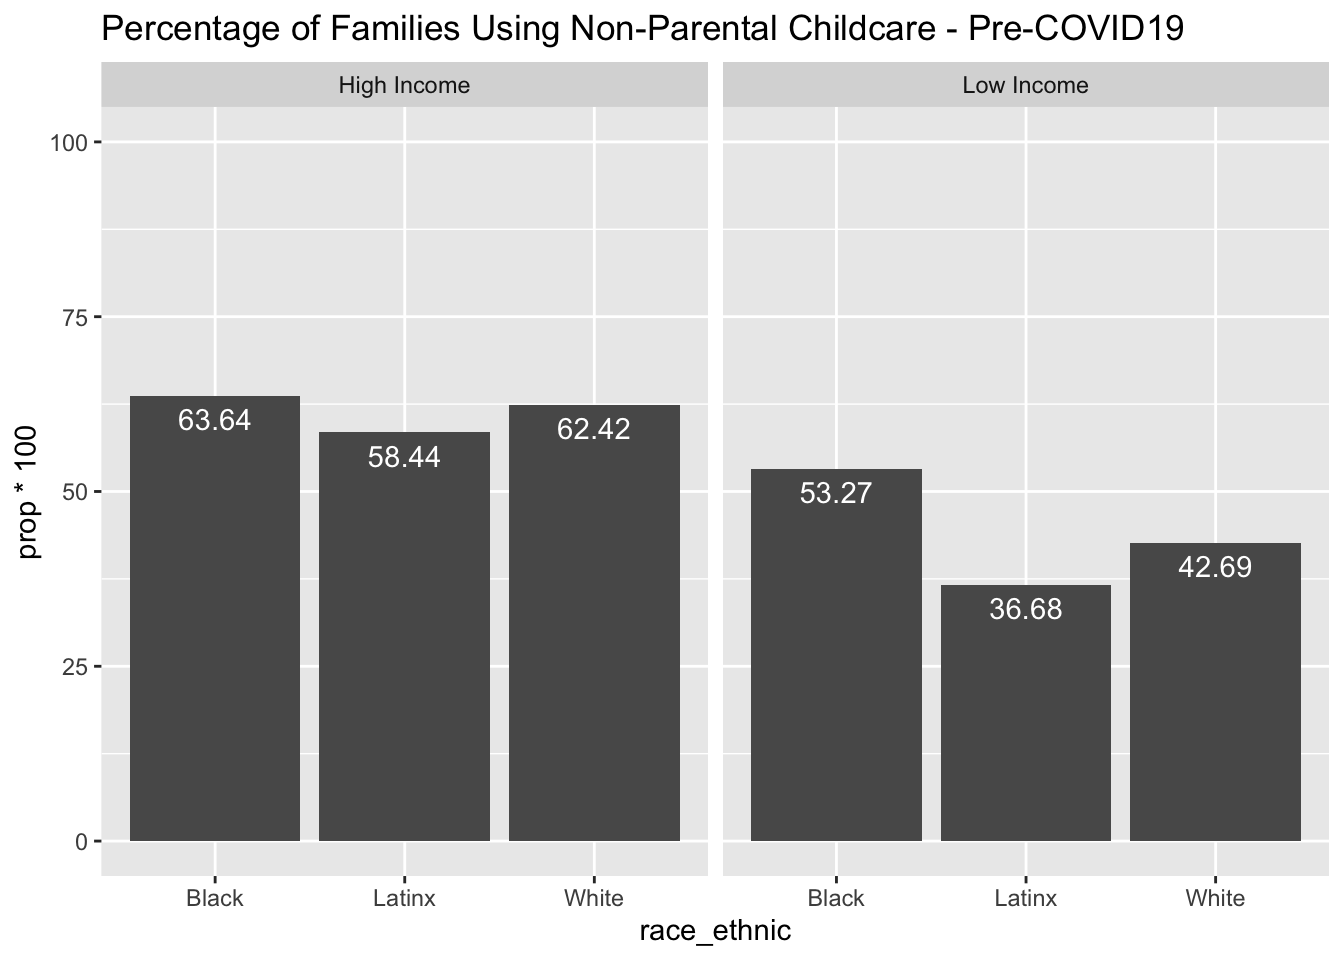 Percentage of Families Using Non-Parental Childcare - Pre-COVID19
High Income
Low Income
prop * 100
100
75
50
25
0
63.64
58.44
62.42
53.27
36.68
42.69
Black
Latinx
White
Black
Latinx
White
race_ethnic